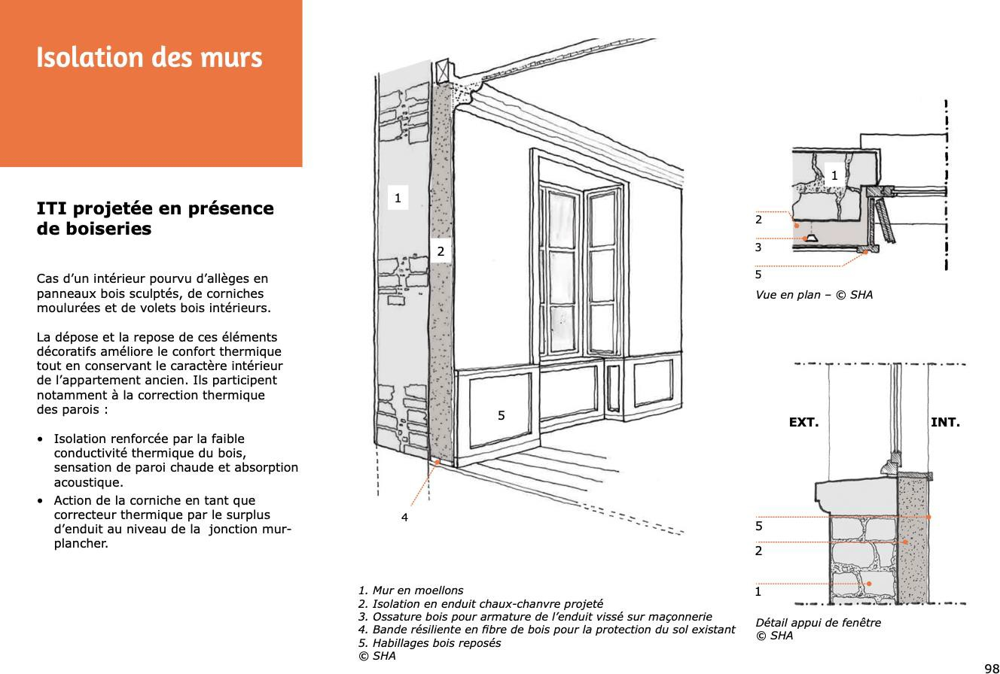 Isolation des murs
ITI projetée en présence
de boiseries
Cas d’un intérieur pourvu d’allèges en
panneaux bois sculptés, de corniches
moulurées et de volets bois intérieurs.
La dépose et la repose de ces éléments
décoratifs améliore le confort thermique
tout en conservant le caractère intérieur
de l’appartement ancien. Ils participent
notamment à la correction thermique
des parois :
• Isolation renforcée par la faible
conductivité thermique du bois,
sensation de paroi chaude et absorption
acoustique.
• Action de la corniche en tant que
correcteur thermique par le surplus
d’enduit au niveau de la  jonction mur-
plancher.
1
2
5
4
1. Mur en moellons
2. Isolation en enduit chaux-chanvre projeté
3. Ossature bois pour armature de l’enduit vissé sur maçonnerie
4. Bande résiliente en fibre de bois pour la protection du sol existant
5. Habillages bois reposés
© SHA
1
2
3
5
Vue en plan – © SHA
EXT.
INT.
5
2
1
Détail appui de fenêtre
© SHA
98